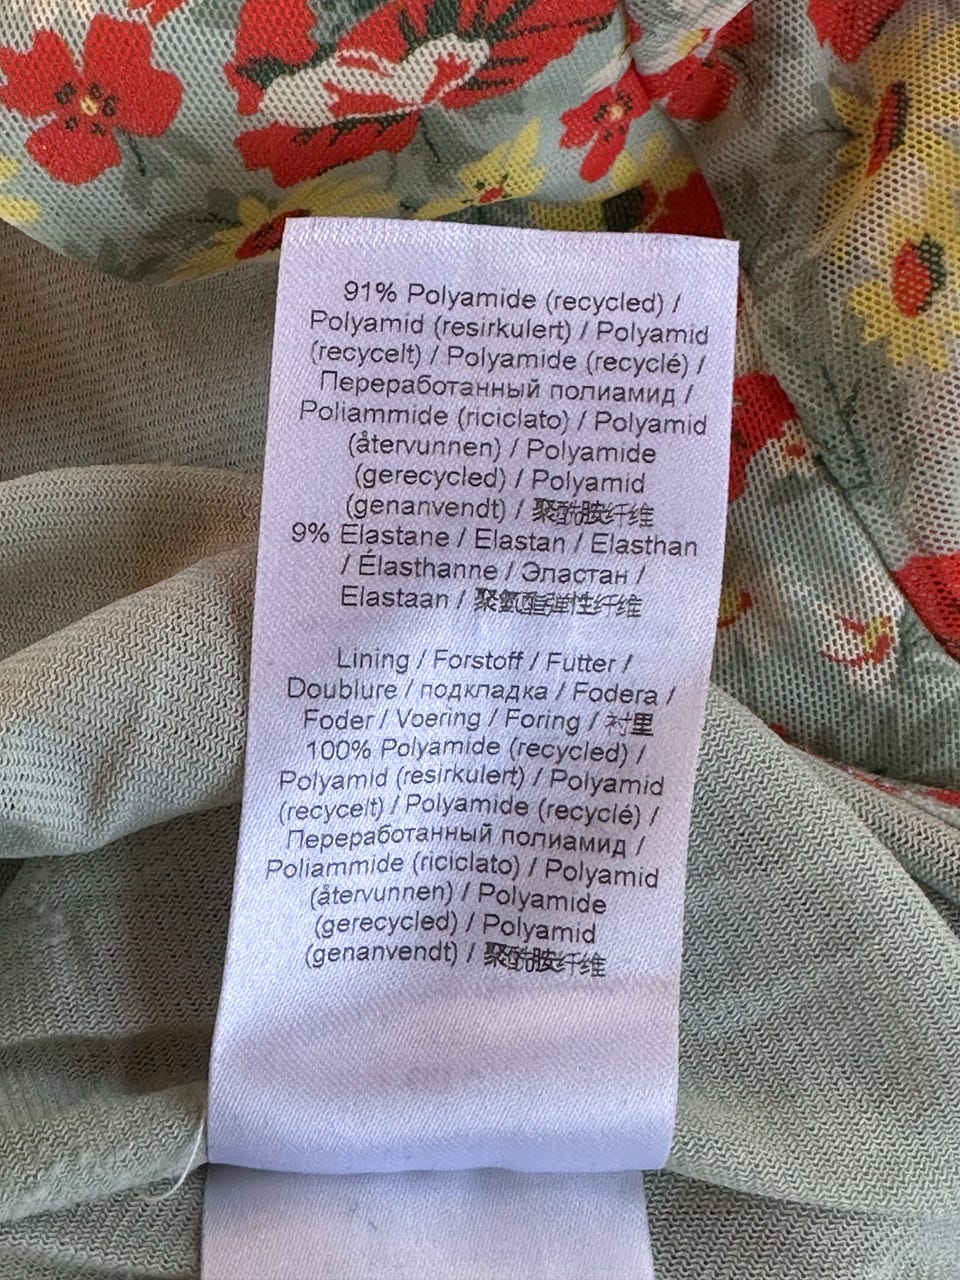 91% Polyamide (recycled) /
Polyamid (resirkulert) / Polyamid
(recycelt) / Polyamide (recyclé) /
Переработанный полиамид /
Poliammide (riciclato) / Polyamid
(återvunnen) / Polyamide
(gerecycled) / Polyamid
(genanvendt) / 聚酰胺纤维
9% Elastane / Elastan / Elasthan
/ Élasthanne / Эластан /
Elastaan / 聚氨酯弹性纤维
Lining / Forstoff / Futter /
Doublure / подкладка / Fodera /
Foder / Voering / Foring / 衬里
100% Polyamide (recycled) /
Polyamid (resirkulert) / Polyamid
(recycelt) / Polyamide (recyclé) /
Переработанный полиамид /
Poliammide (riciclato) / Polyamid
(återvunnen) / Polyamide
(gerecycled) / Polyamid
(genanvendt) / 聚酰胺纤维